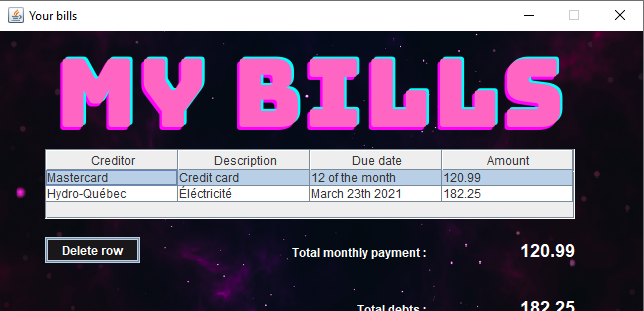 Your bills
MY BILLS
Creditor Description Due date Amount
Mastercard Credit card 12 of the month 120.99
Hydro-Québec Éléctricité March 23th 2021 182.25
Delete row Total monthly payment : 120.99
Total debts : 182.25